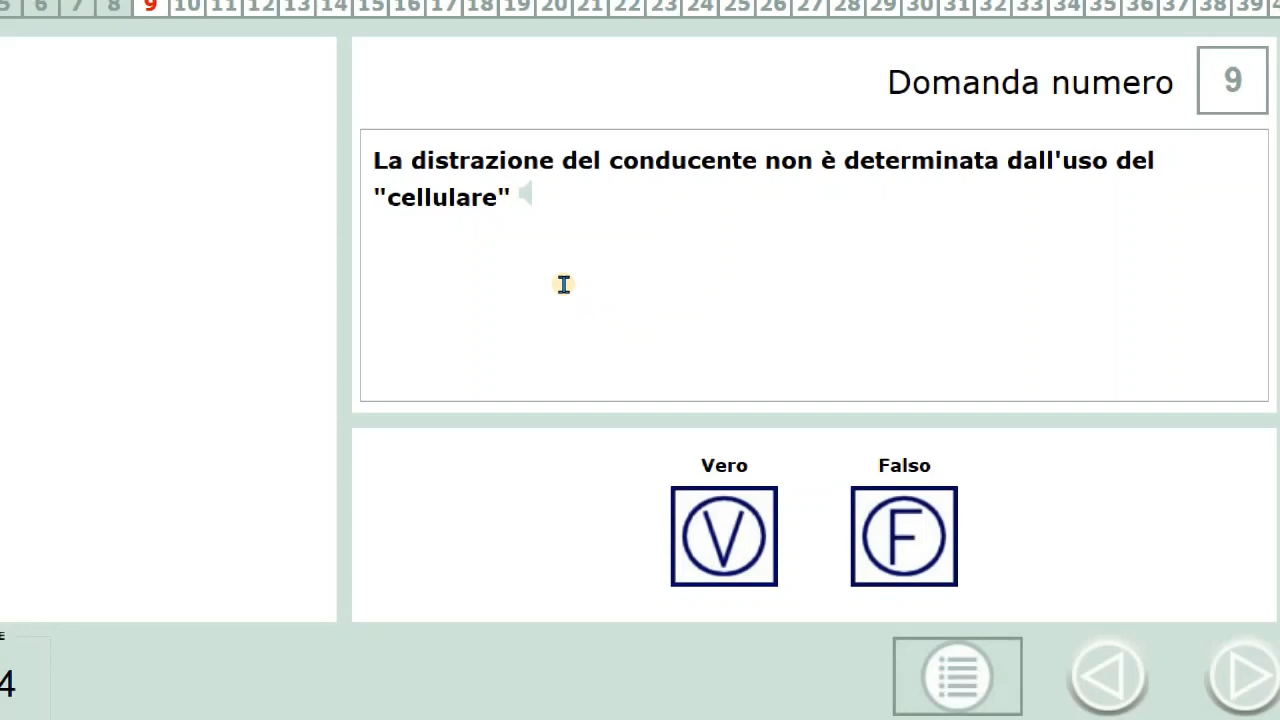 5 6 7 8 9 10 11 12 13 14 15 16 17 18 19 20 21 22 23 24 25 26 27 28 29 30 31 32 33 34 35 36 37 38 39
Domanda numero 9
La distrazione del conducente non è determinata dall'uso del
"cellulare"
Vero Falso
V F
E
4